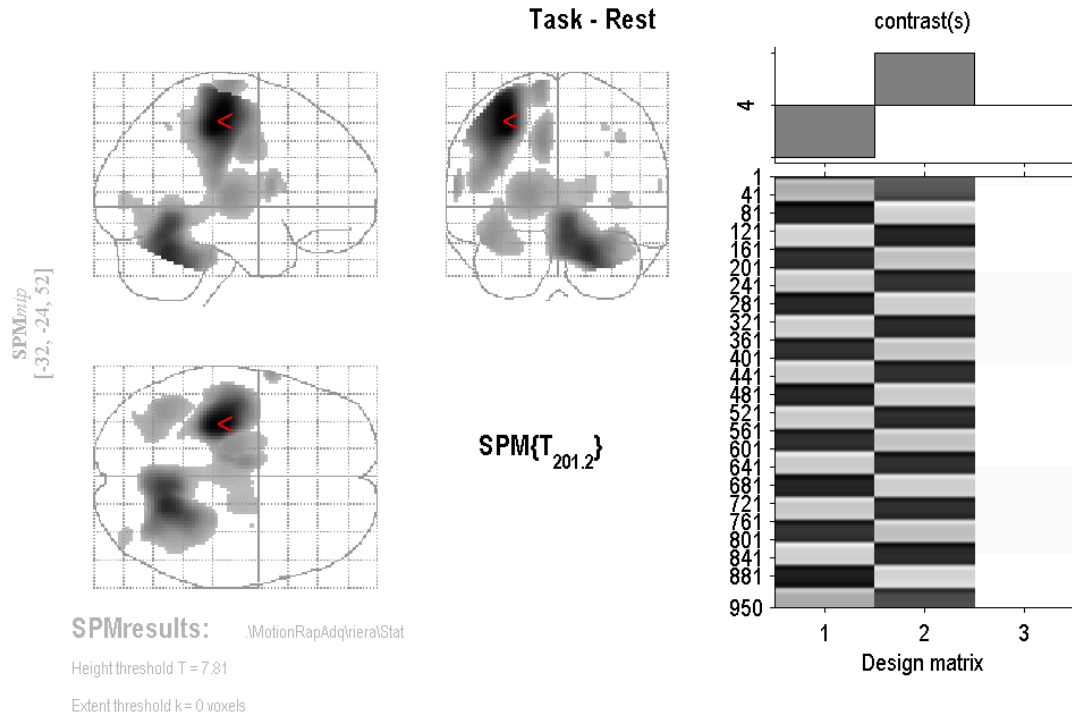 Task - Rest
contrast(s)
4
SPMmip
[-32, -24, 52]
<
<
<
SPM{T201.2}
1
41
81
121
161
201
241
281
321
361
401
441
481
521
561
601
641
681
721
761
801
841
881
950
1 2 3
Design matrix
SPMresults: .\MotionRapAdq\riera\Stat
Height threshold T = 7.81
Extent threshold k = 0 voxels